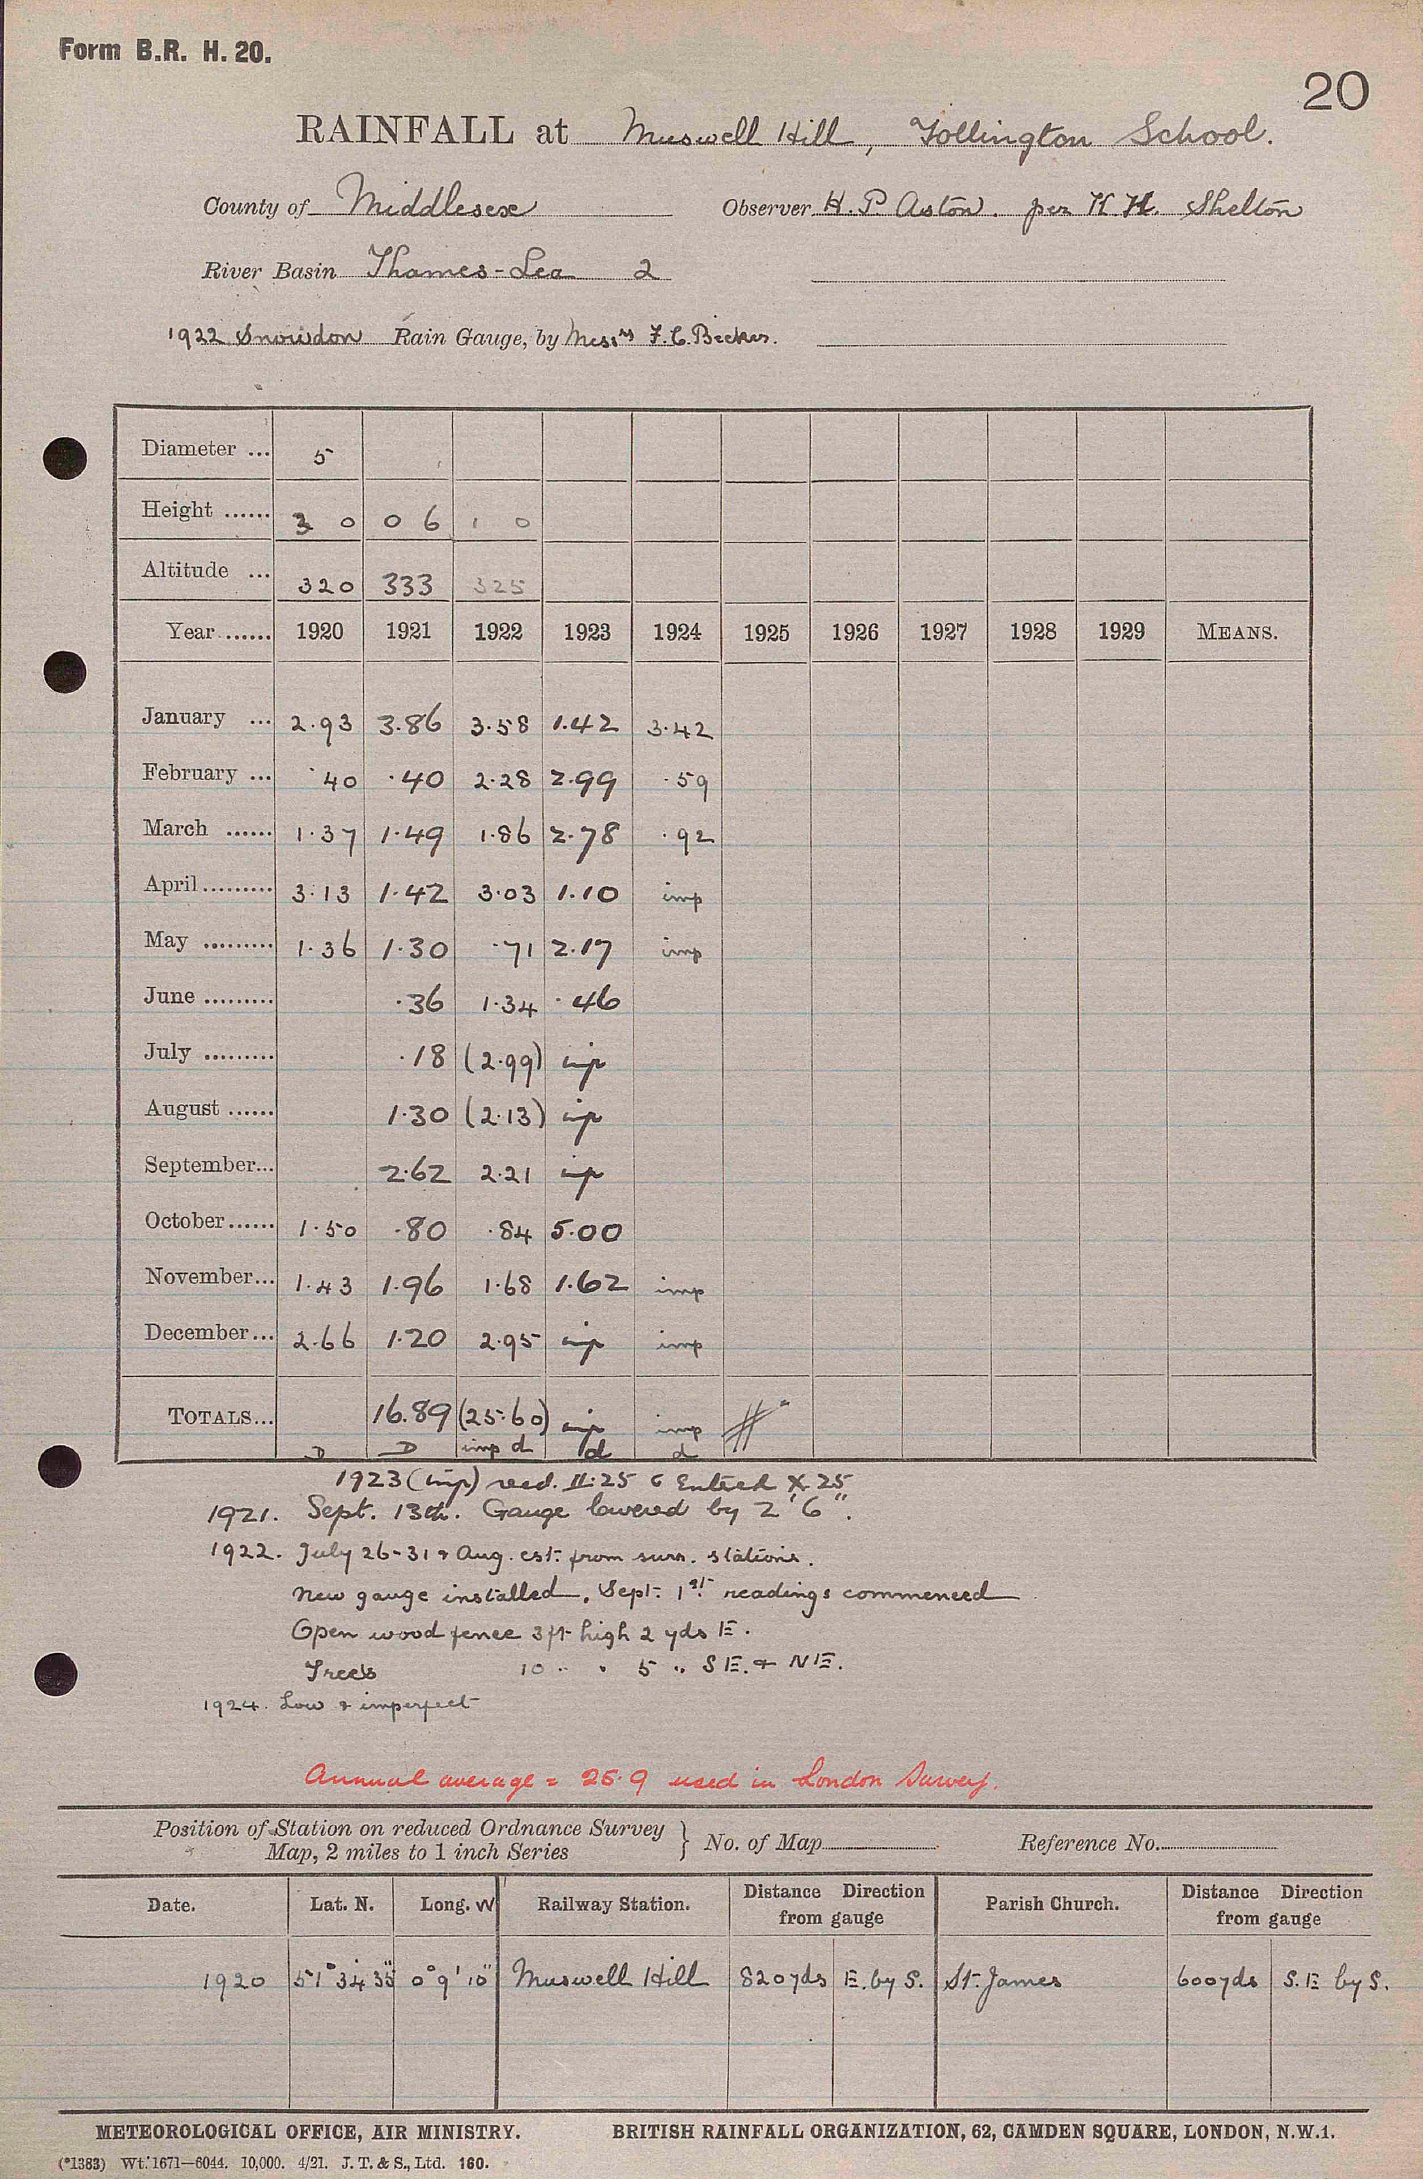 Form B.R. H. 20.
20
RAINFALL at Muswell Hill, Tollington School.
County of Middlesex Observer H. P. Aston. per H. H. Shelton
River Basin Thames-Lea 2
1922 Snowdon Rain Gauge, by Messrs F. C. Becker.
Diameter ... 5
Height ...... 3 0 0 6 1 0
Altitude ... 320 333 325
Year ...... 1920 1921 1922 1923 1924 1925 1926 1927 1928 1929 MEANS.
January ... 2.93 3.86 3.58 1.42 3.42
February ... .40 .40 2.28 2.99 .59
March ...... 1.37 1.49 1.86 2.78 .92
April ......... 3.13 1.42 3.03 1.10 imp
May ......... 1.36 1.30 .71 2.17 imp
June ......... .36 1.34 .46
July ......... .18 (2.99) imp
August ...... 1.30 (2.13) imp
September... 2.62 2.21 imp
October...... 1.50 .80 .84 5.00
November... 1.43 1.96 1.68 1.62 imp
December... 2.66 1.20 2.95 imp imp
TOTALS... 16.89 (25.60) imp imp
D D imp d d d
1923 (imp) recd. II.25 & Entered X.25
1921. Sept. 13th. Gauge lowered by 2' 6".
1922. July 26-31 & Aug. est. from surr. stations.
New gauge installed. Sept. 1st readings commenced
Open wood fence 3ft high 2 yds E.
Trees 10 " " 5 " S E. & N E.
1924. Low & imperfect
Annual average = 25.9 used in London Survey.
Position of Station on reduced Ordnance Survey Map, 2 miles to 1 inch Series } No. of Map Reference No.
Date. Lat. N. Long. W Railway Station. Distance Direction from gauge Parish Church. Distance Direction from gauge
1920 51° 34' 35" 0° 9' 10" Muswell Hill 820yds E. by S. St. James 600yds S. E by S.
METEOROLOGICAL OFFICE, AIR MINISTRY. BRITISH RAINFALL ORGANIZATION, 62, CAMDEN SQUARE, LONDON, N.W.1.
(*1383) Wt. 1671—6044. 10,000. 4/21. J. T. & S., Ltd. 160.